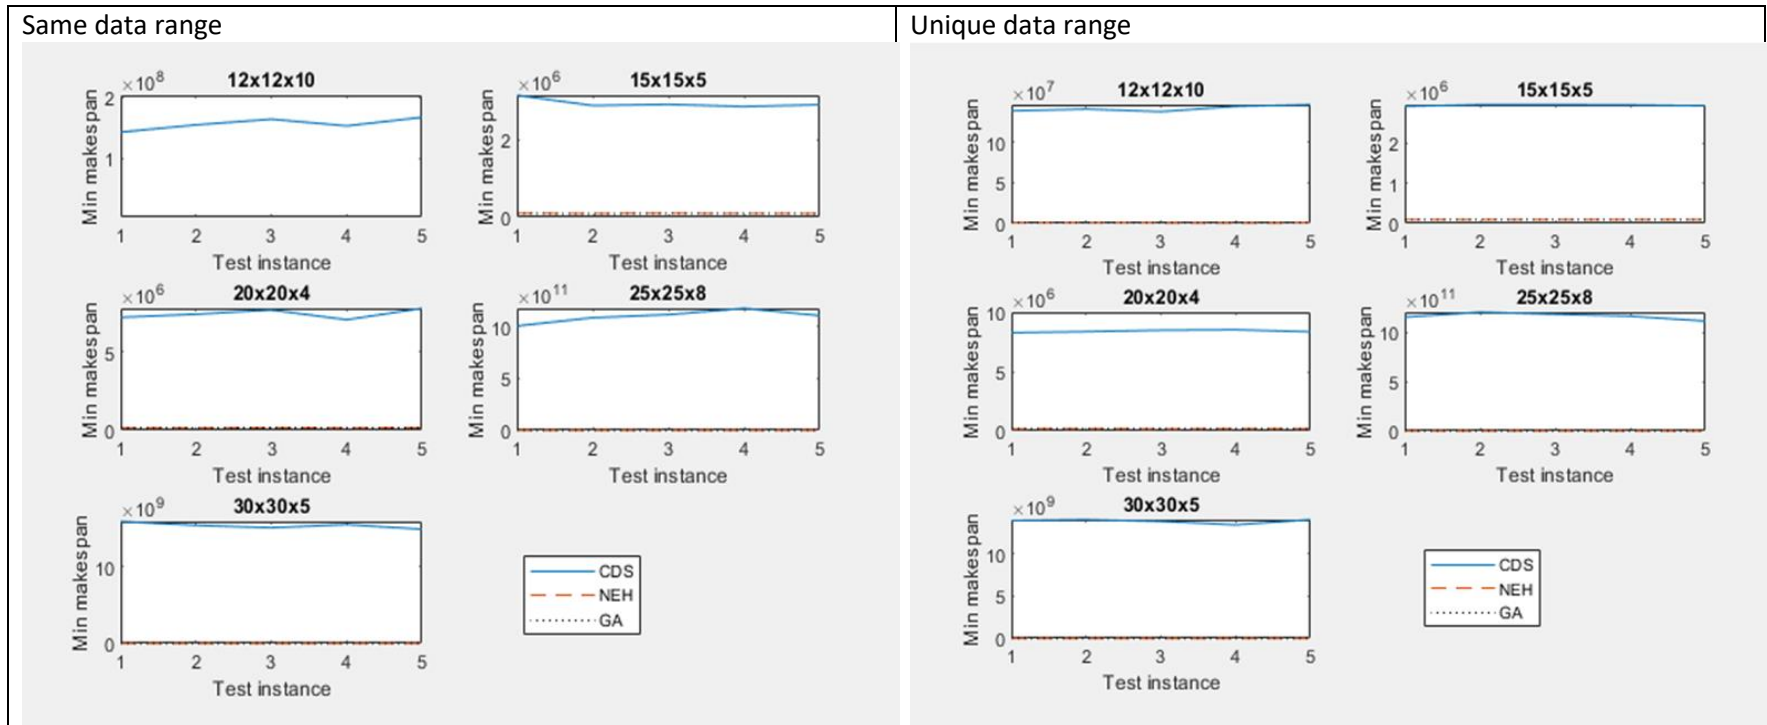 Same data range
×10^8
12x12x10
2
1
Min makespan
1 2 3 4 5
Test instance
×10^6
15x15x5
2
0
Min makespan
1 2 3 4 5
Test instance
×10^6
20x20x4
5
0
Min makespan
1 2 3 4 5
Test instance
×10^11
25x25x8
10
5
0
Min makespan
1 2 3 4 5
Test instance
×10^9
30x30x5
10
0
Min makespan
1 2 3 4 5
Test instance
CDS
NEH
GA
Unique data range
×10^7
12x12x10
10
5
0
Min makespan
1 2 3 4 5
Test instance
×10^6
15x15x5
2
1
0
Min makespan
1 2 3 4 5
Test instance
×10^6
20x20x4
10
5
0
Min makespan
1 2 3 4 5
Test instance
×10^11
25x25x8
10
5
0
Min makespan
1 2 3 4 5
Test instance
×10^9
30x30x5
10
5
0
Min makespan
1 2 3 4 5
Test instance
CDS
NEH
GA